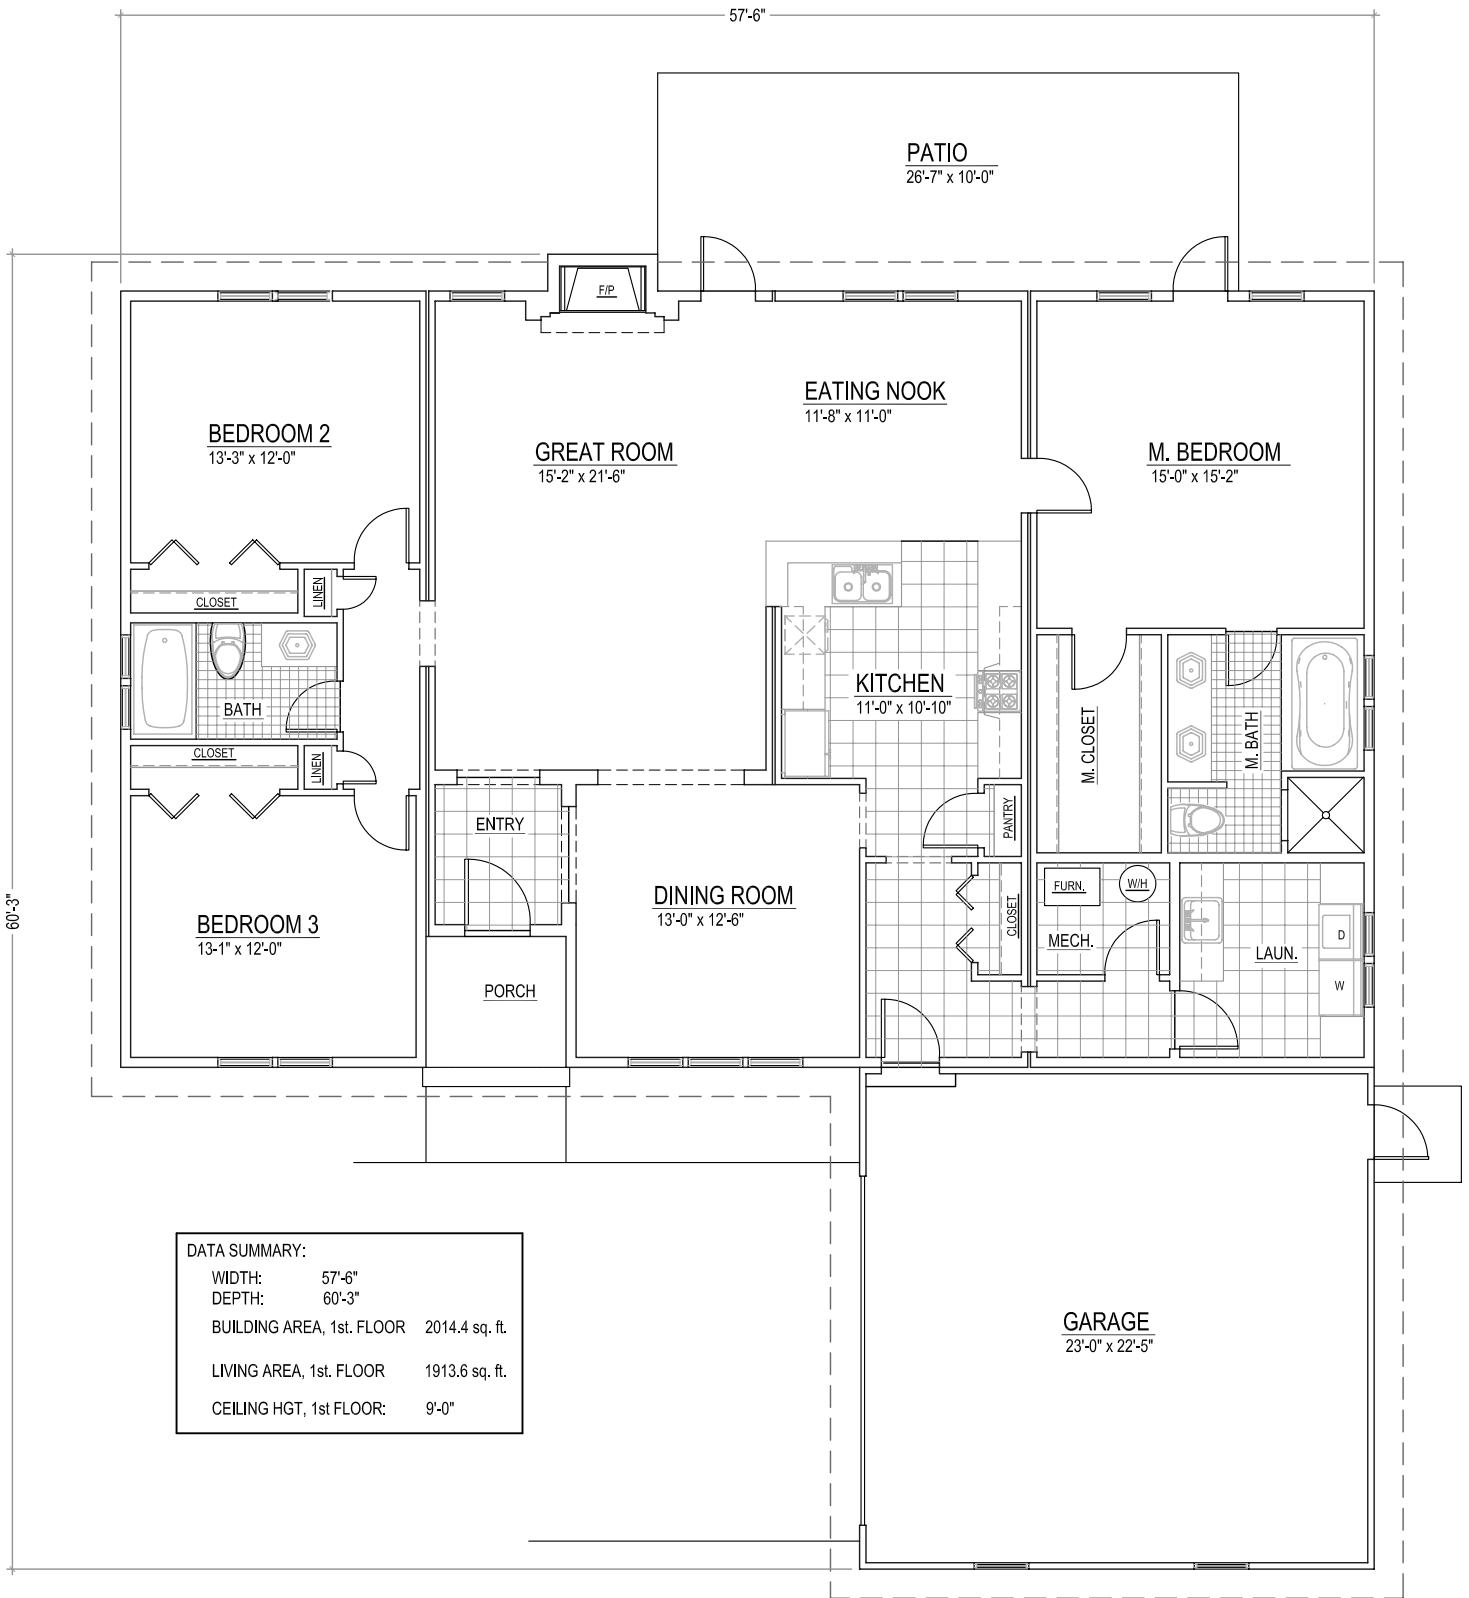 57'-6"
PATIO
26'-7" x 10'-0"
F/P
EATING NOOK
11'-8" x 11'-0"
BEDROOM 2
13'-3" x 12'-0"
GREAT ROOM
15'-2" x 21'-6"
M. BEDROOM
15'-0" x 15'-2"
CLOSET
LINEN
KITCHEN
11'-0" x 10'-10"
BATH
M. CLOSET
M. BATH
CLOSET
LINEN
ENTRY
PANTRY
60'-3"
BEDROOM 3
13-1" x 12'-0"
DINING ROOM
13'-0" x 12'-6"
CLOSET
FURN.
W/H
MECH.
LAUN.
D
W
PORCH
DATA SUMMARY:
WIDTH: 57'-6"
DEPTH: 60'-3"
BUILDING AREA, 1st. FLOOR 2014.4 sq. ft.
LIVING AREA, 1st. FLOOR 1913.6 sq. ft.
CEILING HGT, 1st FLOOR: 9'-0"
GARAGE
23'-0" x 22'-5"